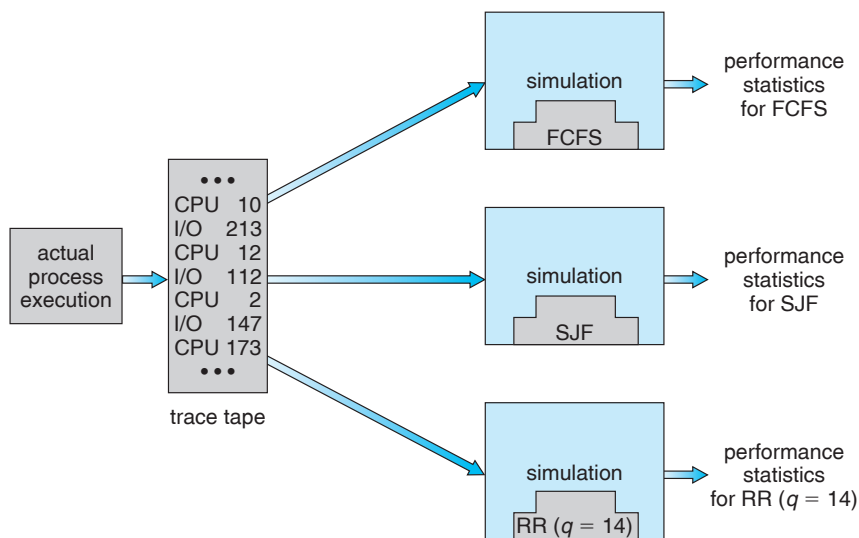 actual
process
execution
• • •
CPU 10
I/O 213
CPU 12
I/O 112
CPU 2
I/O 147
CPU 173
• • •
trace tape
simulation
FCFS
performance
statistics
for FCFS
simulation
SJF
performance
statistics
for SJF
simulation
RR (q = 14)
performance
statistics
for RR (q = 14)